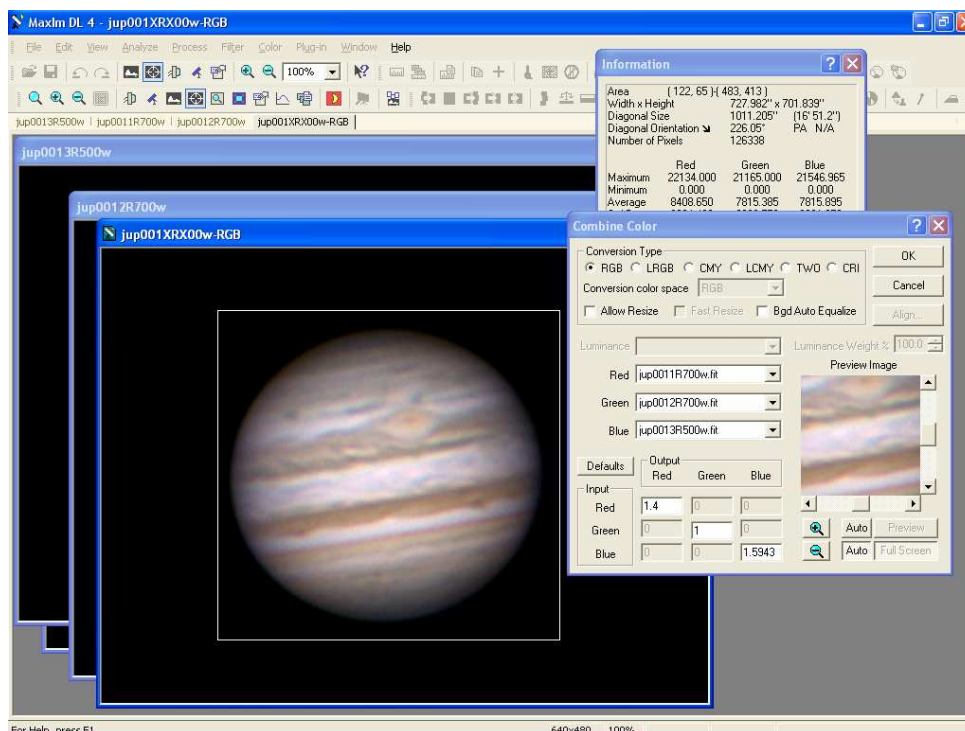 MaxIm DL 4 - jup001XRX00w-RGB
File Edit View Analyze Process Filter Color Plug-in Window Help
100%
jup0013R500w jup0011R700w jup0012R700w jup001XRX00w-RGB
jup0013R500w
jup0012R700w
jup001XRX00w-RGB
Information
Area (122, 65)(483, 413)
Width x Height 727.982" x 701.839"
Diagonal Size 1011.205" (16' 51.2")
Diagonal Orientation 226.05° PA N/A
Number of Pixels 126338
Red Green Blue
Maximum 22134.000 21165.000 21546.965
Minimum 0.000 0.000 0.000
Average 8408.650 7815.385 7815.895
Combine Color
Conversion Type
RGB LRGB CMY LCMY TWO CRI
Conversion color space RGB
Allow Resize Fast Resize Bgd Auto Equalize
OK
Cancel
Align...
Luminance Luminance Weight % 100.0
Preview Image
Red jup0011R700w.fit
Green jup0012R700w.fit
Blue jup0013R500w.fit
Defaults
Output
Red Green Blue
Input
Red 1.4 0 0
Green 0 1 0
Blue 0 0 1.5943
Auto Preview
Auto Full Screen
For Help, press F1 640x480 100%